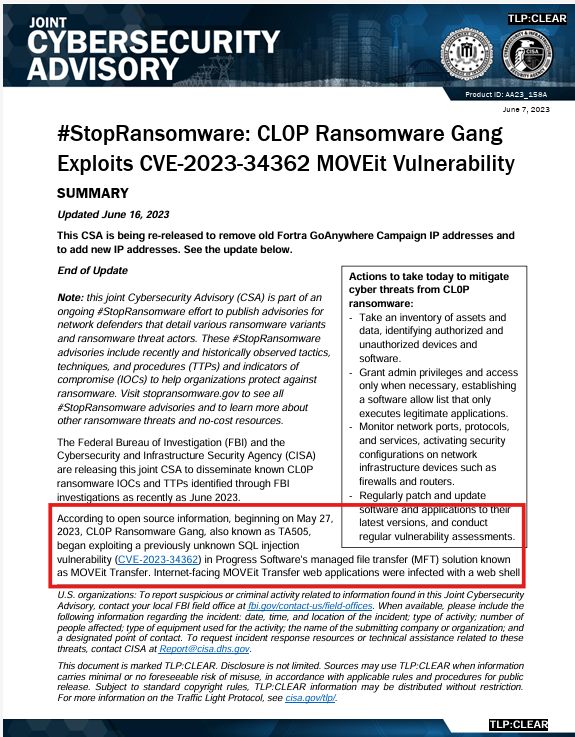 TLP:CLEAR
JOINT
CYBERSECURITY
ADVISORY
CISA
Product ID: AA23_158A
June 7, 2023
#StopRansomware: CL0P Ransomware Gang
Exploits CVE-2023-34362 MOVEit Vulnerability
SUMMARY
Updated June 16, 2023
This CSA is being re-released to remove old Fortra GoAnywhere Campaign IP addresses and
to add new IP addresses. See the update below.
End of Update
Note: this joint Cybersecurity Advisory (CSA) is part of an
ongoing #StopRansomware effort to publish advisories for
network defenders that detail various ransomware variants
and ransomware threat actors. These #StopRansomware
advisories include recently and historically observed tactics,
techniques, and procedures (TTPs) and indicators of
compromise (IOCs) to help organizations protect against
ransomware. Visit stopransomware.gov to see all
#StopRansomware advisories and to learn more about
other ransomware threats and no-cost resources.
The Federal Bureau of Investigation (FBI) and the
Cybersecurity and Infrastructure Security Agency (CISA)
are releasing this joint CSA to disseminate known CL0P
ransomware IOCs and TTPs identified through FBI
investigations as recently as June 2023.
According to open source information, beginning on May 27,
2023, CL0P Ransomware Gang, also known as TA505,
began exploiting a previously unknown SQL injection
vulnerability (CVE-2023-34362) in Progress Software's managed file transfer (MFT) solution known
as MOVEit Transfer. Internet-facing MOVEit Transfer web applications were infected with a web shell
Actions to take today to mitigate
cyber threats from CL0P
ransomware:
- Take an inventory of assets and
data, identifying authorized and
unauthorized devices and
software.
- Grant admin privileges and access
only when necessary, establishing
a software allow list that only
executes legitimate applications.
- Monitor network ports, protocols,
and services, activating security
configurations on network
infrastructure devices such as
firewalls and routers.
- Regularly patch and update
software and applications to their
latest versions, and conduct
regular vulnerability assessments.
U.S. organizations: To report suspicious or criminal activity related to information found in this Joint Cybersecurity
Advisory, contact your local FBI field office at fbi.gov/contact-us/field-offices. When available, please include the
following information regarding the incident: date, time, and location of the incident; type of activity; number of
people affected; type of equipment used for the activity; the name of the submitting company or organization; and
a designated point of contact. To request incident response resources or technical assistance related to these
threats, contact CISA at Report@cisa.dhs.gov.
This document is marked TLP:CLEAR. Disclosure is not limited. Sources may use TLP:CLEAR when information
carries minimal or no foreseeable risk of misuse, in accordance with applicable rules and procedures for public
release. Subject to standard copyright rules, TLP:CLEAR information may be distributed without restriction.
For more information on the Traffic Light Protocol, see cisa.gov/tlp/.
TLP:CLEAR